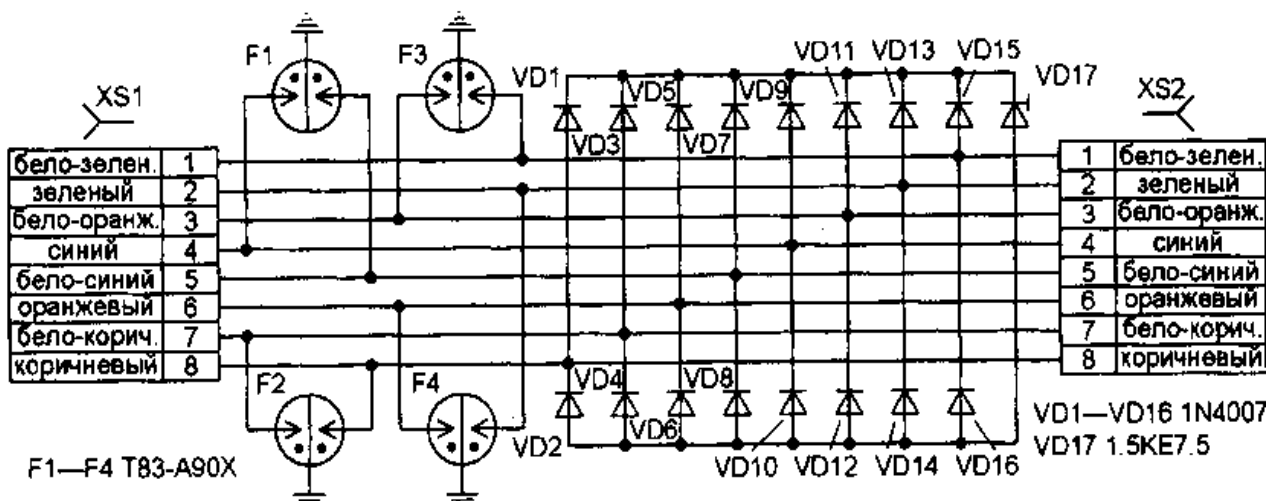 F1
F3
VD1
VD5
VD9
VD11
VD13
VD15
VD17
VD3
VD7
XS1
XS2
бело-зелен. 1
зеленый 2
бело-оранж. 3
синий 4
бело-синий 5
оранжевый 6
бело-корич. 7
коричневый 8
1 бело-зелен.
2 зеленый
3 бело-оранж.
4 синий
5 бело-синий
6 оранжевый
7 бело-корич.
8 коричневый
F2
F4
VD4
VD8
VD2
VD6
VD10
VD12
VD14
VD16
F1—F4 T83-A90X
VD1—VD16 1N4007
VD17 1.5KE7.5